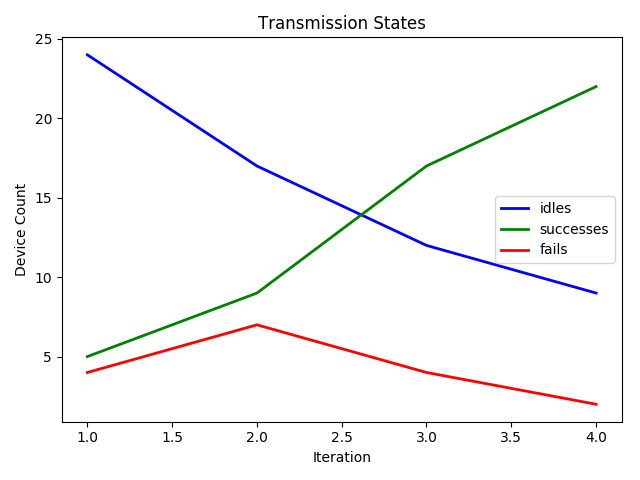 Transmission States
25
20
15
10
5
Device Count
idles
successes
fails
1.0 1.5 2.0 2.5 3.0 3.5 4.0
Iteration